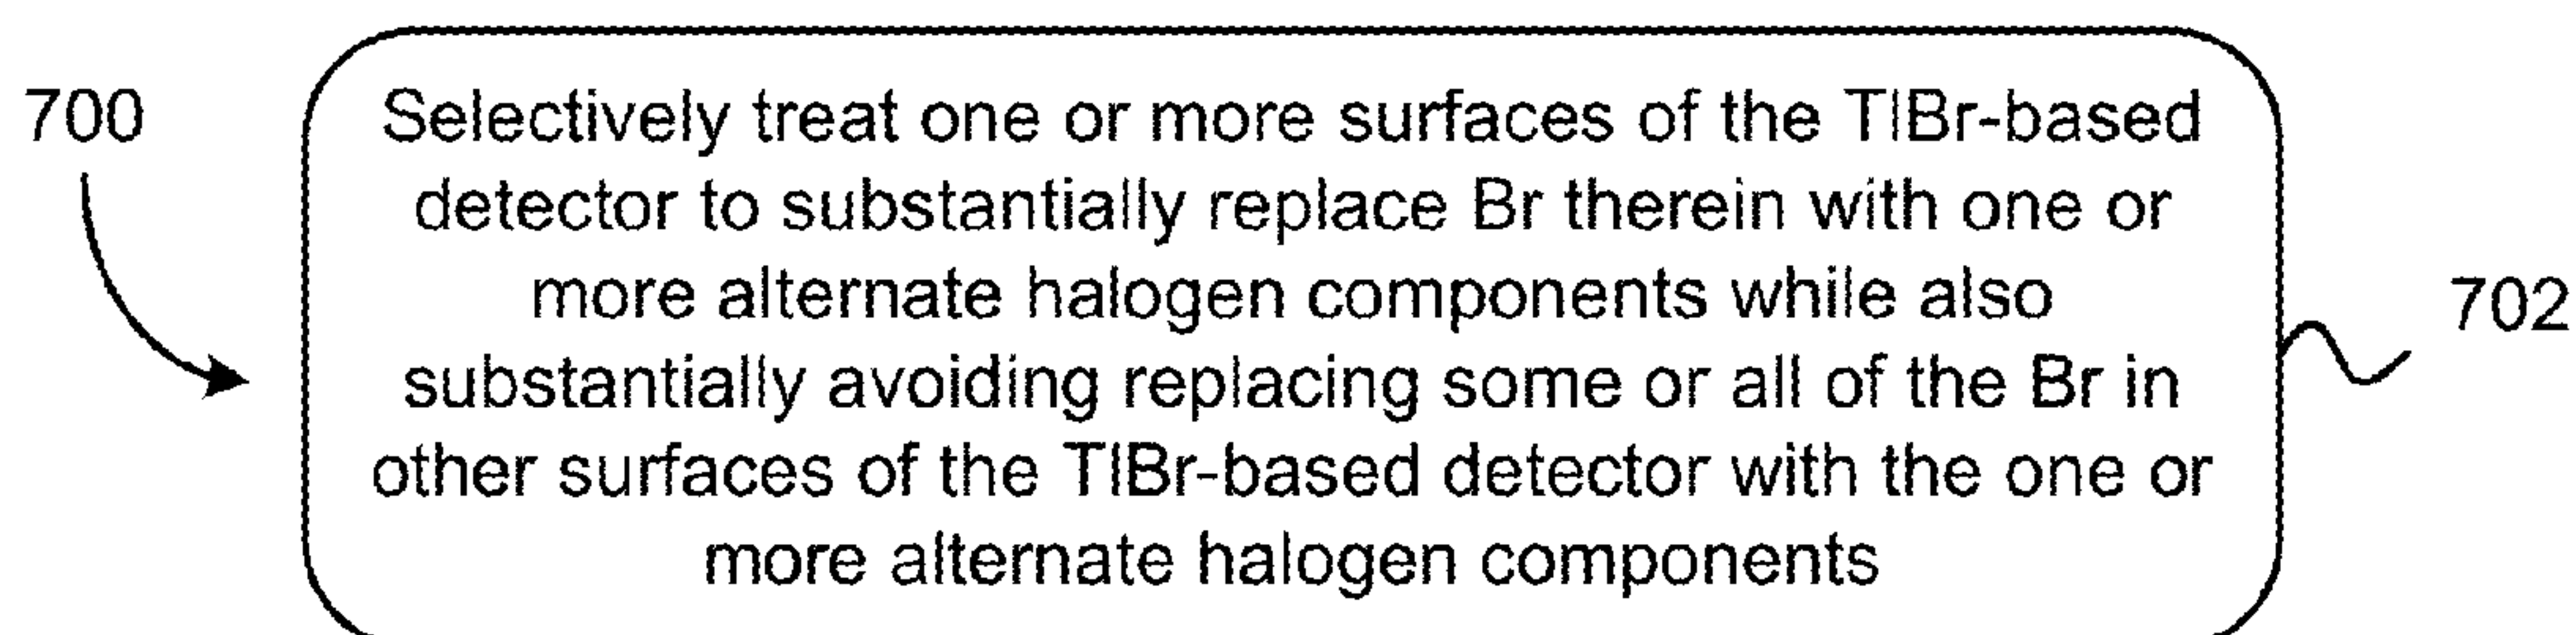 700
Selectively treat one or more surfaces of the TlBr-based
detector to substantially replace Br therein with one or
more alternate halogen components while also
substantially avoiding replacing some or all of the Br in
other surfaces of the TlBr-based detector with the one or
more alternate halogen components
702